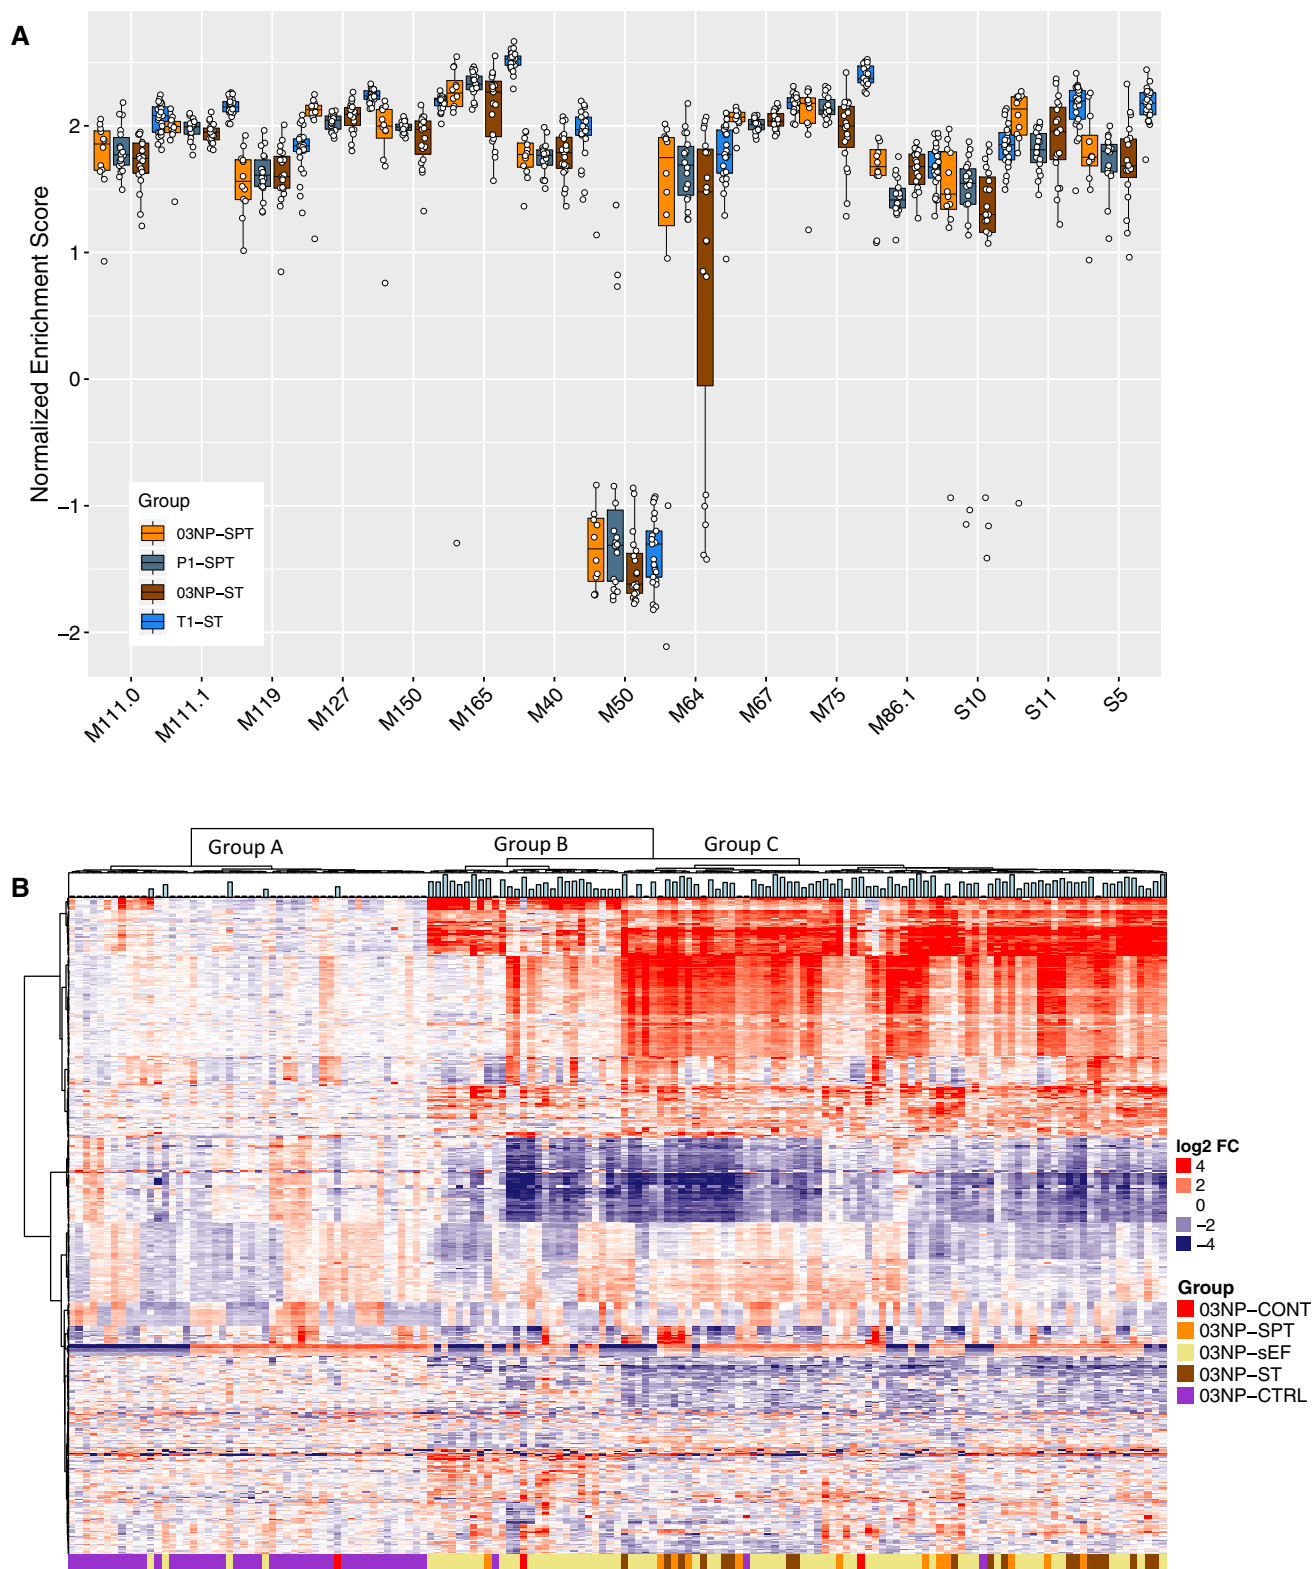 A
Normalized Enrichment Score
2
1
0
−1
−2
Group
03NP−SPT
P1−SPT
03NP−ST
T1−ST
M111.0
M111.1
M119
M127
M150
M165
M40
M50
M64
M67
M75
M86.1
S10
S11
S5
Group A
Group B
Group C
B
log2 FC
4
2
0
−2
−4
Group
03NP−CONT
03NP−SPT
03NP−sEF
03NP−ST
03NP−CTRL